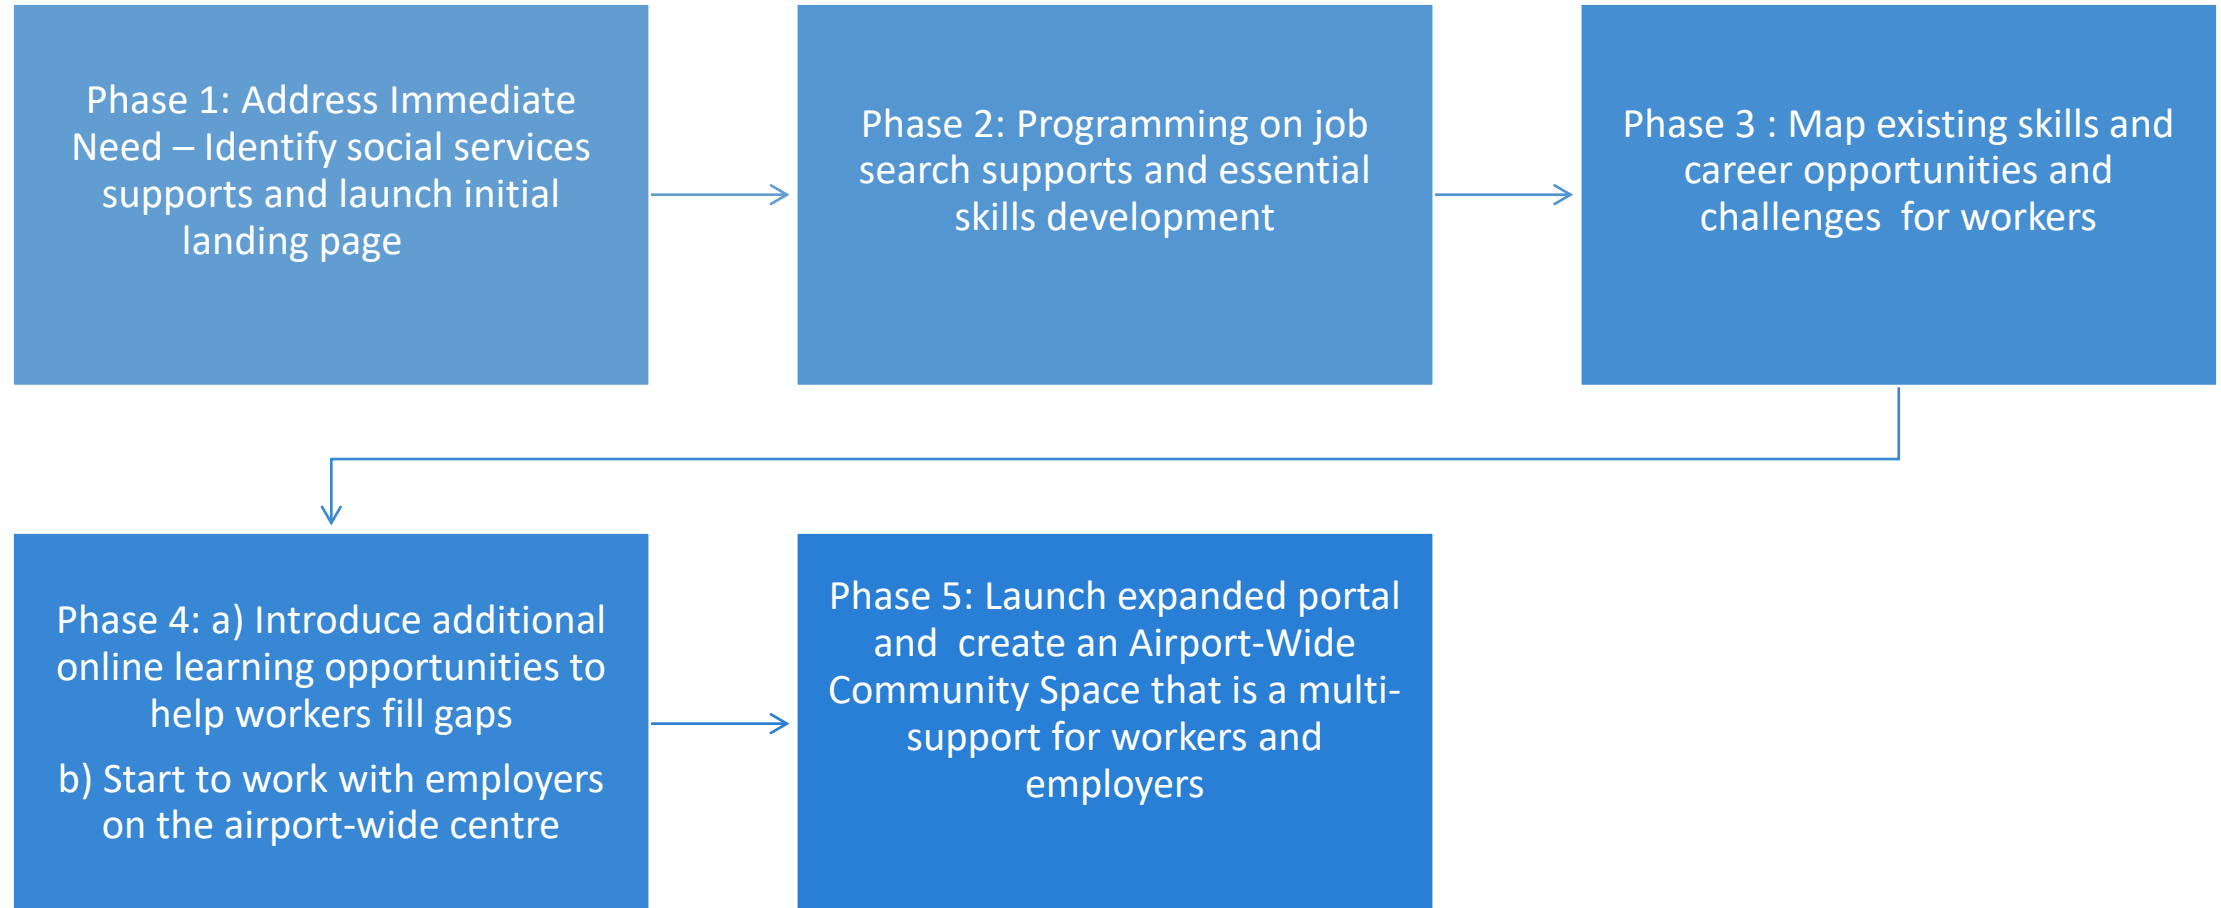 Phase 1: Address Immediate
Need – Identify social services
supports and launch initial
landing page
Phase 2: Programming on job
search supports and essential
skills development
Phase 3 : Map existing skills and
career opportunities and
challenges  for workers
Phase 4: a) Introduce additional
online learning opportunities to
help workers fill gaps
b) Start to work with employers
on the airport-wide centre
Phase 5: Launch expanded portal
and  create an Airport-Wide
Community Space that is a multi-
support for workers and
employers